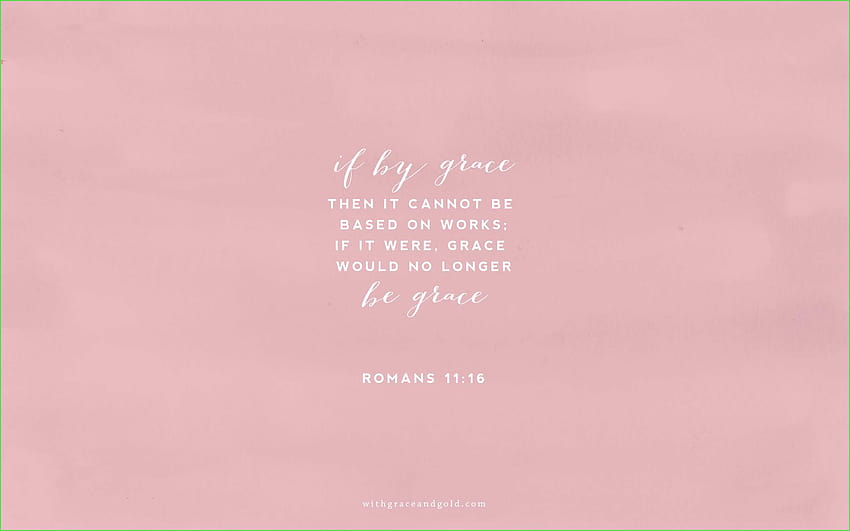 if by grace
THEN IT CANNOT BE
BASED ON WORKS;
IF IT WERE, GRACE
WOULD NO LONGER
be grace
ROMANS 11:16
withgraceandgold.com